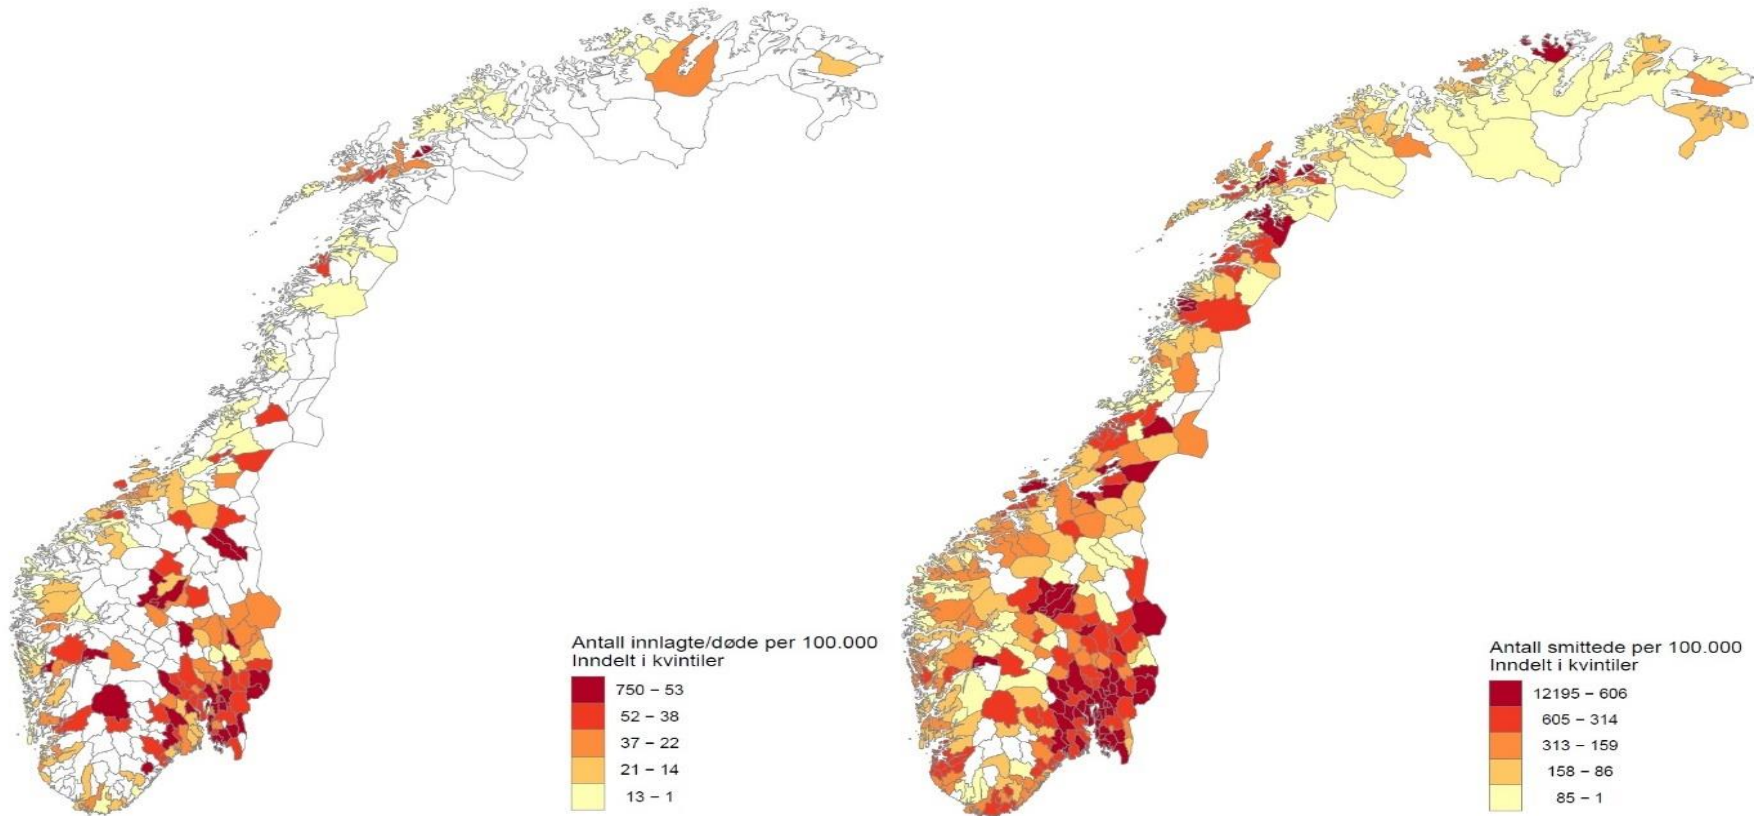 Antall innlagte/døde per 100.000
Inndelt i kvintiler
750 – 53
52 – 38
37 – 22
21 – 14
13 – 1
Antall smittede per 100.000
Inndelt i kvintiler
12195 – 606
605 – 314
313 – 159
158 – 86
85 – 1